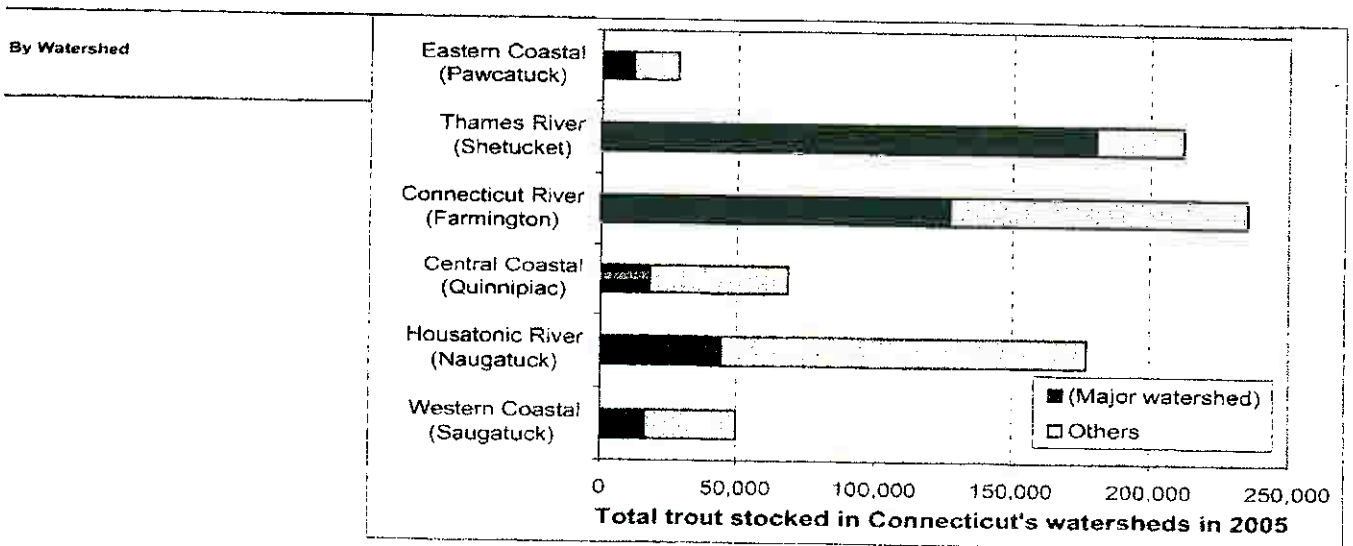 By Watershed
Eastern Coastal
(Pawcatuck)
Thames River
(Shetucket)
Connecticut River
(Farmington)
Central Coastal
(Quinnipiac)
Housatonic River
(Naugatuck)
Western Coastal
(Saugatuck)
(Major watershed)
Others
0 50,000 100,000 150,000 200,000 250,000
Total trout stocked in Connecticut's watersheds in 2005